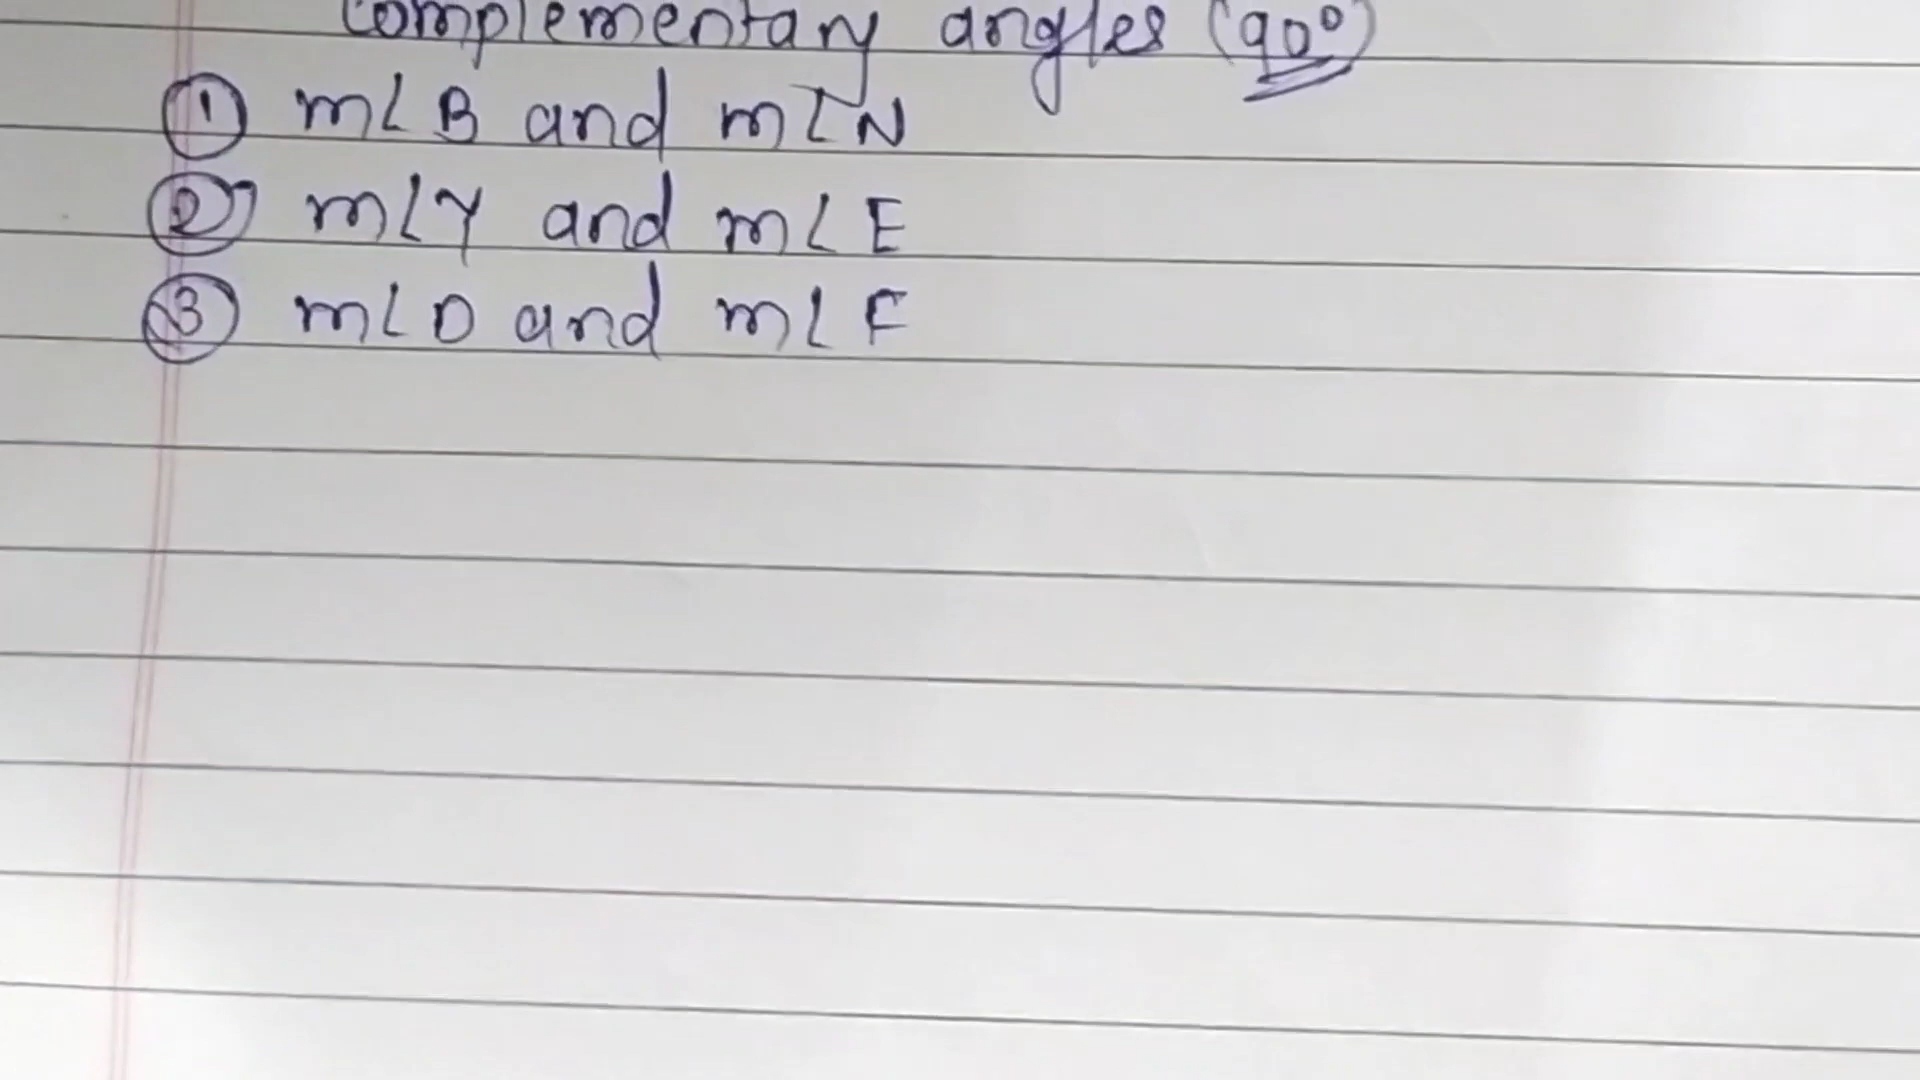 Complementary angles (90°)
① m∠B and m∠N
② m∠Y and m∠E
③ m∠D and m∠F